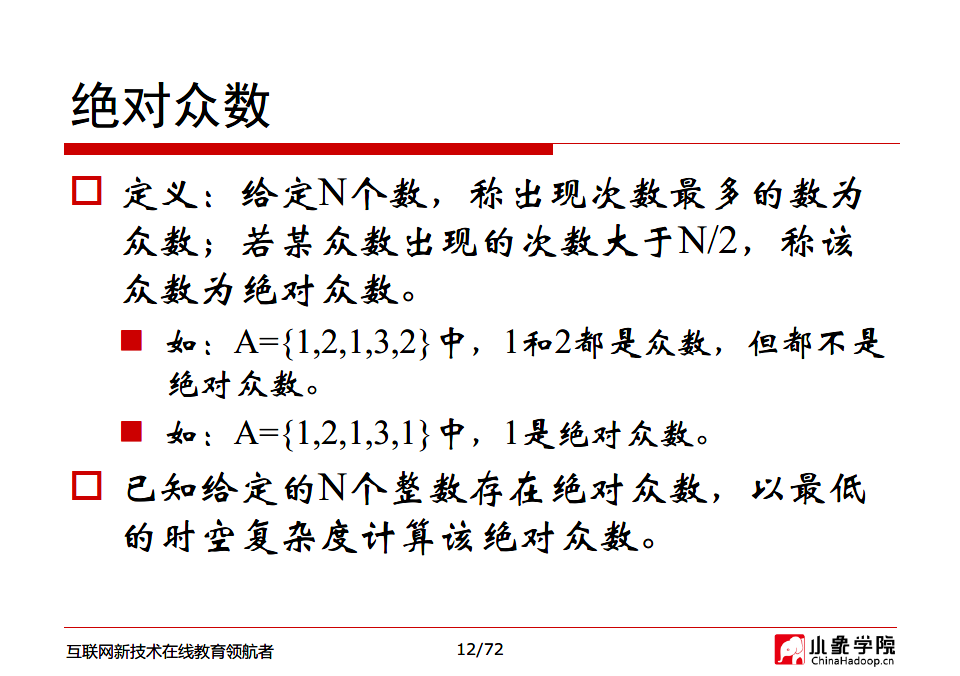 绝对众数
定义：给定N个数，称出现次数最多的数为
众数；若某众数出现的次数大于N/2，称该
众数为绝对众数。
如：A={1,2,1,3,2}中，1和2都是众数，但都不是
绝对众数。
如：A={1,2,1,3,1}中，1是绝对众数。
已知给定的N个整数存在绝对众数，以最低
的时空复杂度计算该绝对众数。
互联网新技术在线教育领航者
12/72
小象学院
ChinaHadoop.cn